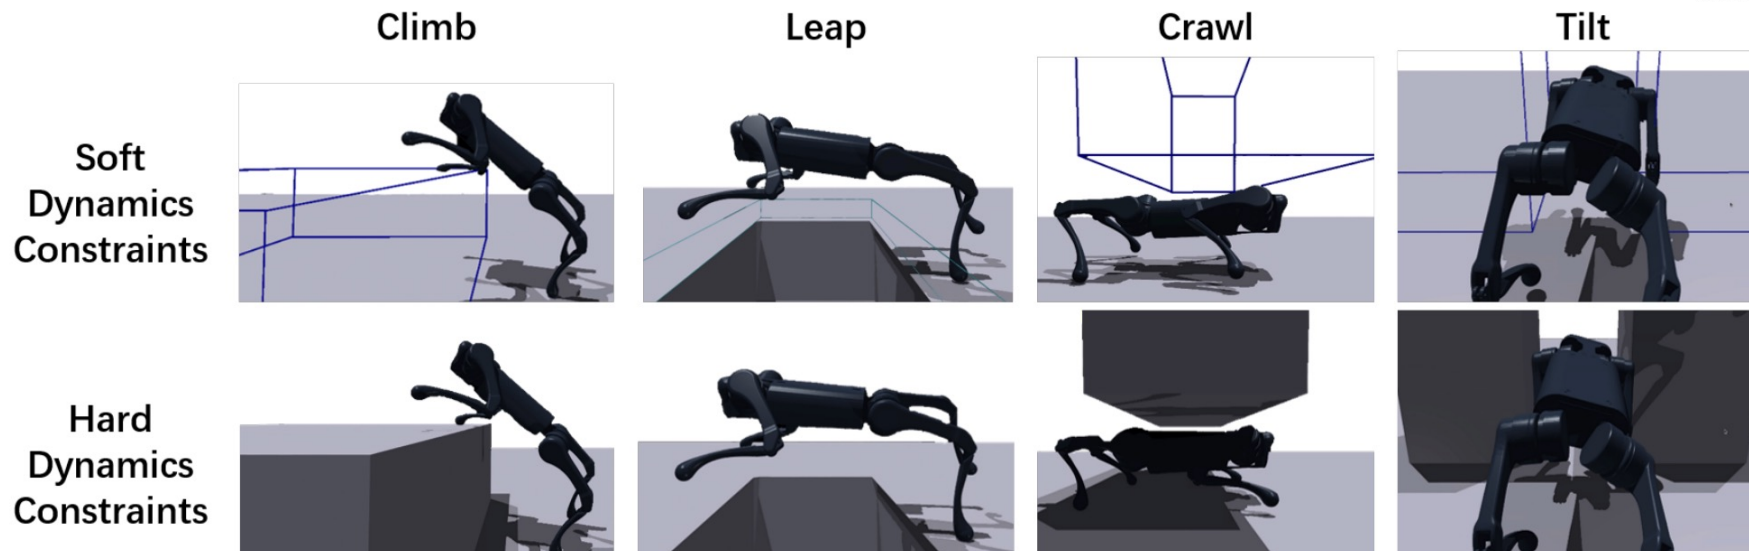 Climb
Leap
Crawl
Tilt
Soft
Dynamics
Constraints
Hard
Dynamics
Constraints